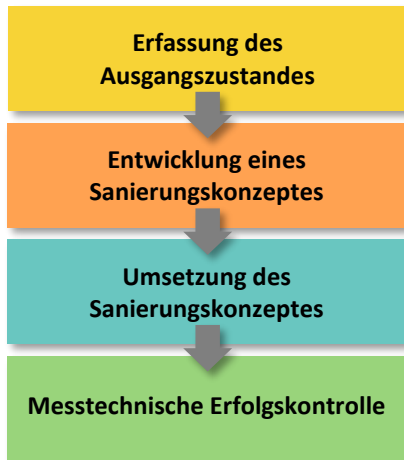 Erfassung des
Ausgangszustandes
Entwicklung eines
Sanierungskonzeptes
Umsetzung des
Sanierungskonzeptes
Messtechnische Erfolgskontrolle